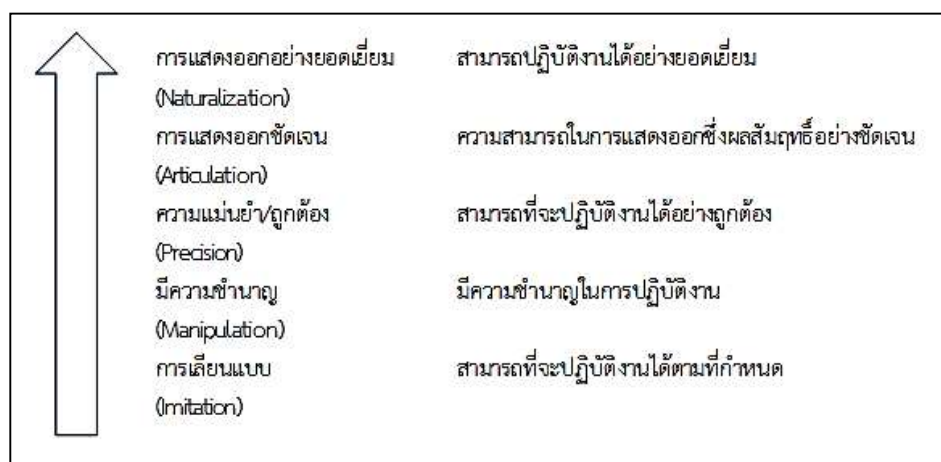 การแสดงออกอย่างยอดเยี่ยม สามารถปฏิบัติงานได้อย่างยอดเยี่ยม
(Naturalization)
การแสดงออกชัดเจน ความสามารถในการแสดงออกซึ่งผลสัมฤทธิ์อย่างชัดเจน
(Articulation)
ความแม่นยำ/ถูกต้อง สามารถที่จะปฏิบัติงานได้อย่างถูกต้อง
(Precision)
มีความชำนาญ มีความชำนาญในการปฏิบัติงาน
(Manipulation)
การเลียนแบบ สามารถที่จะปฏิบัติงานได้ตามที่กำหนด
(Imitation)